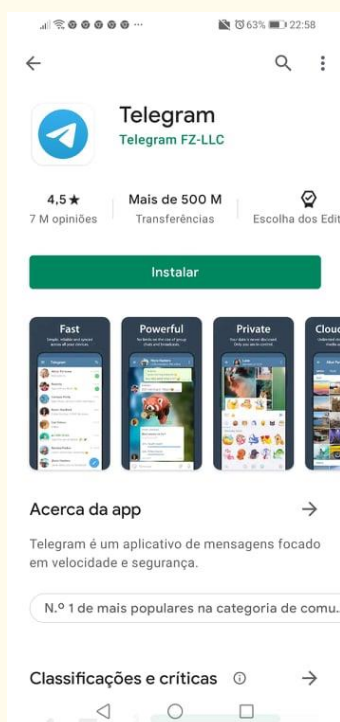 63% 22:58
Telegram
Telegram FZ-LLC
4,5★
7 M opiniões
Mais de 500 M
Transferências
Escolha dos Edit
Instalar
Fast
Powerful
Private
Cloud
Acerca da app
Telegram é um aplicativo de mensagens focado
em velocidade e segurança.
N.º 1 de mais populares na categoria de comu...
Classificações e críticas